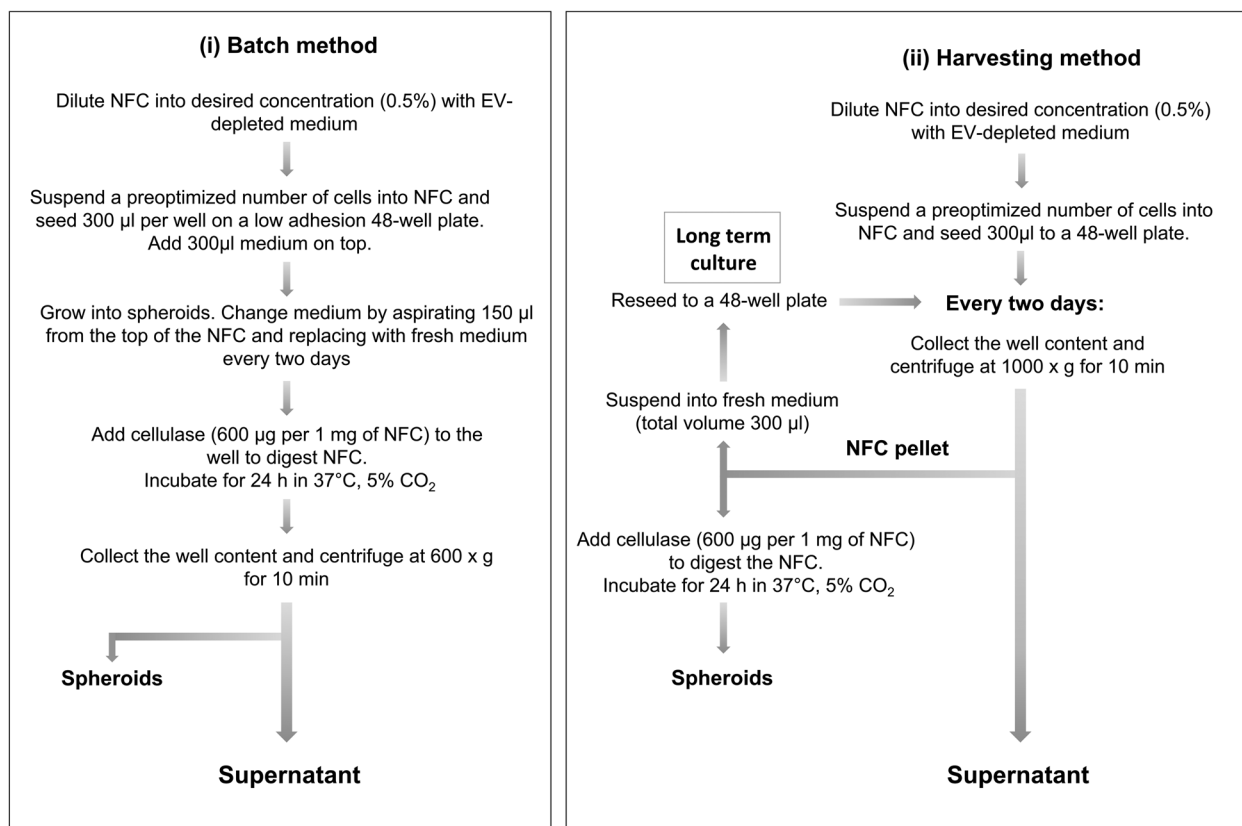 (i) Batch method
Dilute NFC into desired concentration (0.5%) with EV-
depleted medium
Suspend a preoptimized number of cells into NFC and
seed 300 µl per well on a low adhesion 48-well plate.
Add 300µl medium on top.
Grow into spheroids. Change medium by aspirating 150 µl
from the top of the NFC and replacing with fresh medium
every two days
Add cellulase (600 µg per 1 mg of NFC) to the
well to digest NFC.
Incubate for 24 h in 37°C, 5% CO₂
Collect the well content and centrifuge at 600 x g
for 10 min
Spheroids
Supernatant
(ii) Harvesting method
Dilute NFC into desired concentration (0.5%)
with EV-depleted medium
Suspend a preoptimized number of cells into
NFC and seed 300µl to a 48-well plate.
Long term
culture
Reseed to a 48-well plate
Every two days:
Collect the well content and
centrifuge at 1000 x g for 10 min
Suspend into fresh medium
(total volume 300 µl)
NFC pellet
Add cellulase (600 µg per 1 mg of NFC)
to digest the NFC.
Incubate for 24 h in 37°C, 5% CO₂
Spheroids
Supernatant